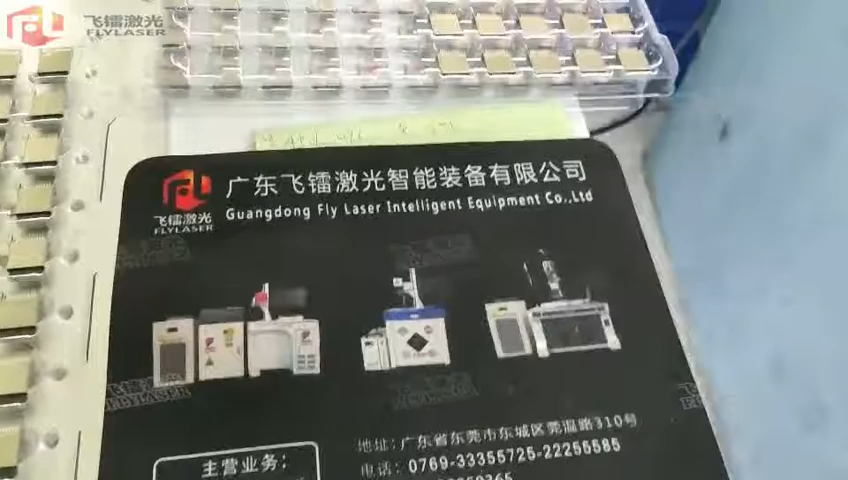 飞镭激光
FLYLASER
飞镭激光
FLYLASER
广东飞镭激光智能装备有限公司
Guangdong Fly Laser Intelligent Equipment Co.,Ltd
地址:广东省东莞市东城区莞温路310号
电话:0769-33355725-22256585
主营业务: